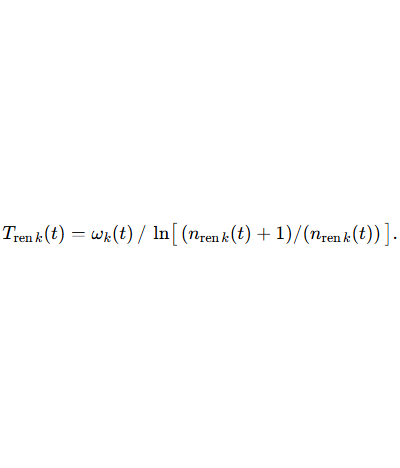 T_{ren k}(t) = ω_k(t) / ln[ (n_{ren k}(t) + 1)/(n_{ren k}(t)) ].